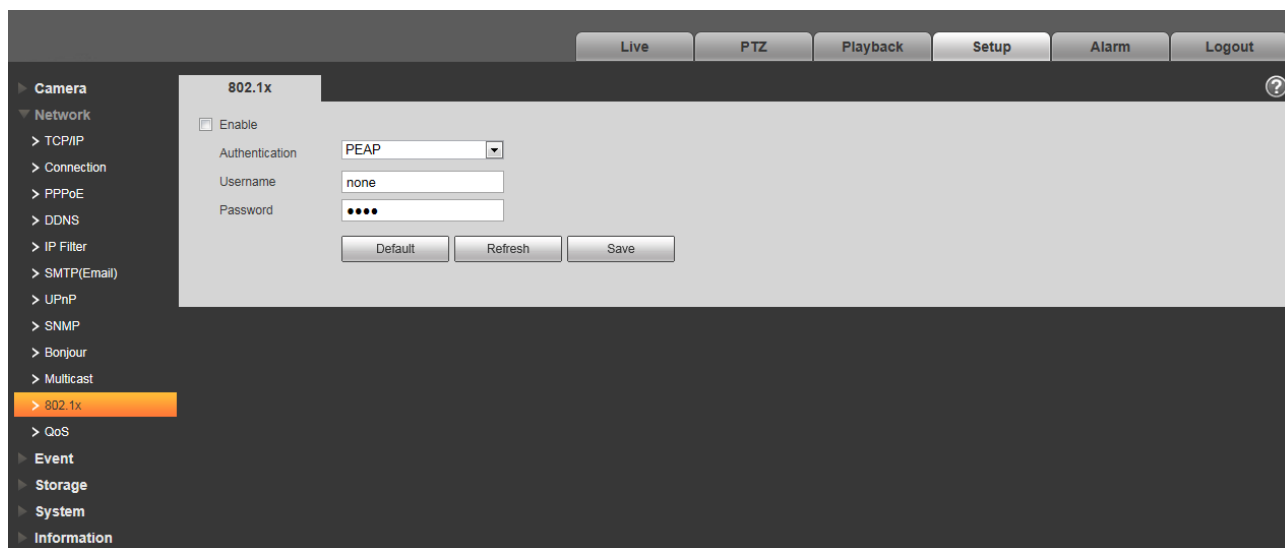 Live PTZ Playback Setup Alarm Logout
Camera
Network
> TCP/IP
> Connection
> PPPoE
> DDNS
> IP Filter
> SMTP(Email)
> UPnP
> SNMP
> Bonjour
> Multicast
> 802.1x
> QoS
Event
Storage
System
Information
802.1x
?
Enable
Authentication PEAP
Username none
Password ●●●●
Default Refresh Save